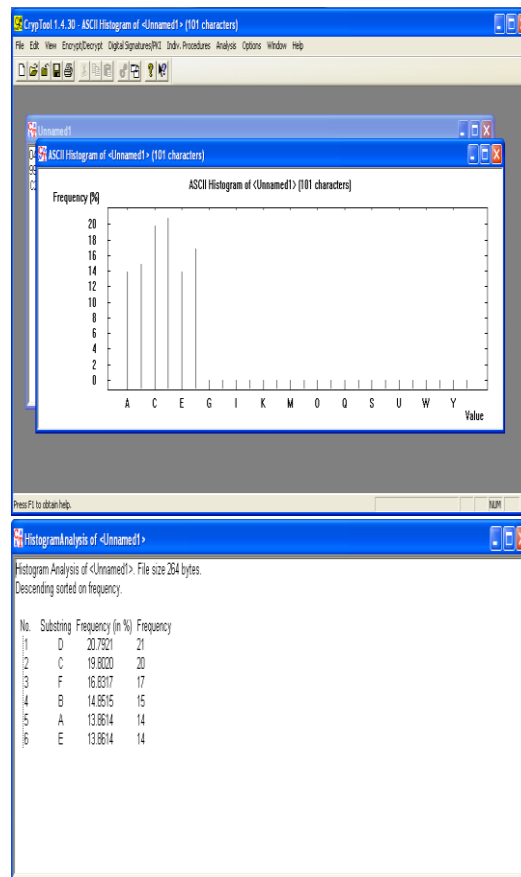 CrypTool 1.4.30 - ASCII Histogram of <Unnamed1> (101 characters)
File Edit View Encrypt/Decrypt Digital Signatures/PKI Indiv. Procedures Analysis Options Window Help
Unnamed1
ASCII Histogram of <Unnamed1> (101 characters)
ASCII Histogram of <Unnamed1> (101 characters)
Frequency (%)
20
18
16
14
12
10
8
6
4
2
0
A C E G I K M O Q S U W Y
Value
Press F1 to obtain help. NUM
HistogramAnalysis of <Unnamed1>
Histogram Analysis of <Unnamed1>. File size 264 bytes.
Descending sorted on frequency.
No. Substring Frequency (in %) Frequency
1 D 20.7921 21
2 C 19.8020 20
3 F 16.8317 17
4 B 14.8515 15
5 A 13.8614 14
6 E 13.8614 14